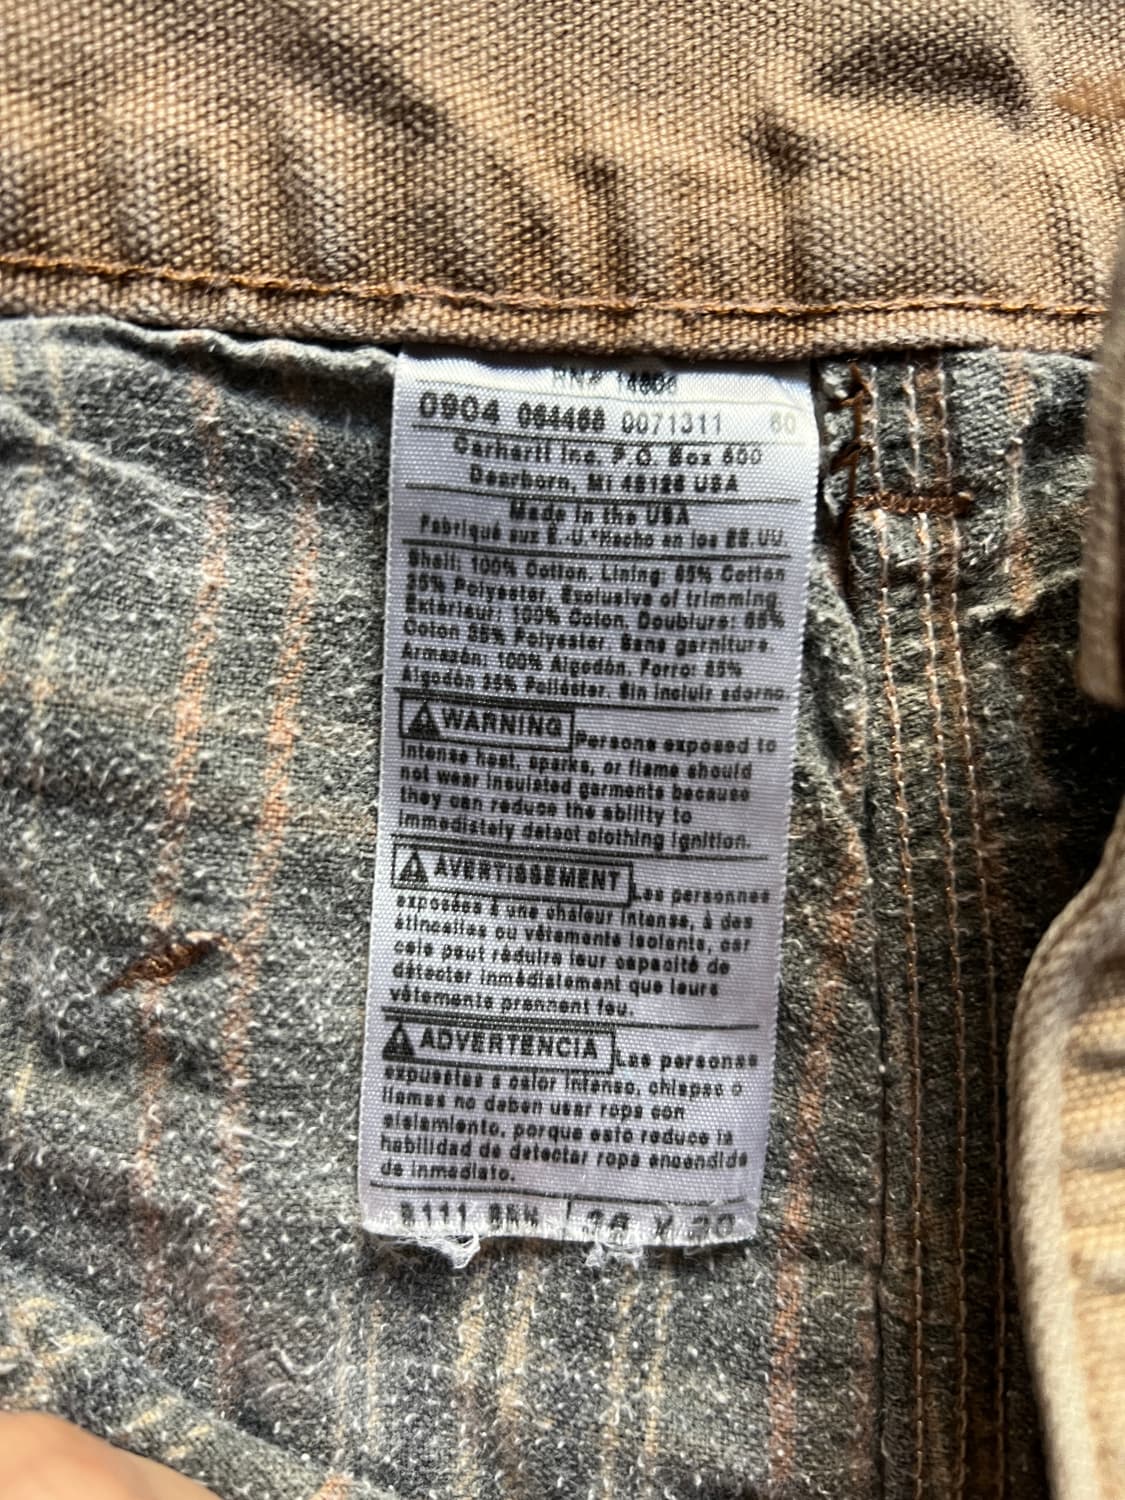 RN# 14806
0904 064468 0071311 60
Carhartt Inc. P.O. Box 600
Dearborn, MI 48126 USA
Made in the USA
Fabriqué aux É.-U.*Hecho en los EE.UU.
Shell: 100% Cotton. Lining: 65% Cotton
35% Polyester. Exclusive of trimming
Extérieur: 100% Coton. Doublure: 65%
Coton 35% Polyester. Sans garniture.
Armazón: 100% Algodón. Forro: 65%
Algodón 35% Poliéster. Sin incluir adorno
WARNING Persons exposed to
intense heat, sparks, or flame should
not wear insulated garments because
they can reduce the ability to
immediately detect clothing ignition.
AVERTISSEMENT Les personnes
exposées à une chaleur intense, à des
étincelles ou vêtements isolants, car
cela peut réduire leur capacité de
détecter immédiatement que leurs
vêtements prennent feu.
ADVERTENCIA Las personas
expuestas a calor intenso, chispas o
llamas no deben usar ropa con
aislamiento, porque esto reduce la
habilidad de detectar ropa encendida
de inmediato.
B111 BRN 36 X 30